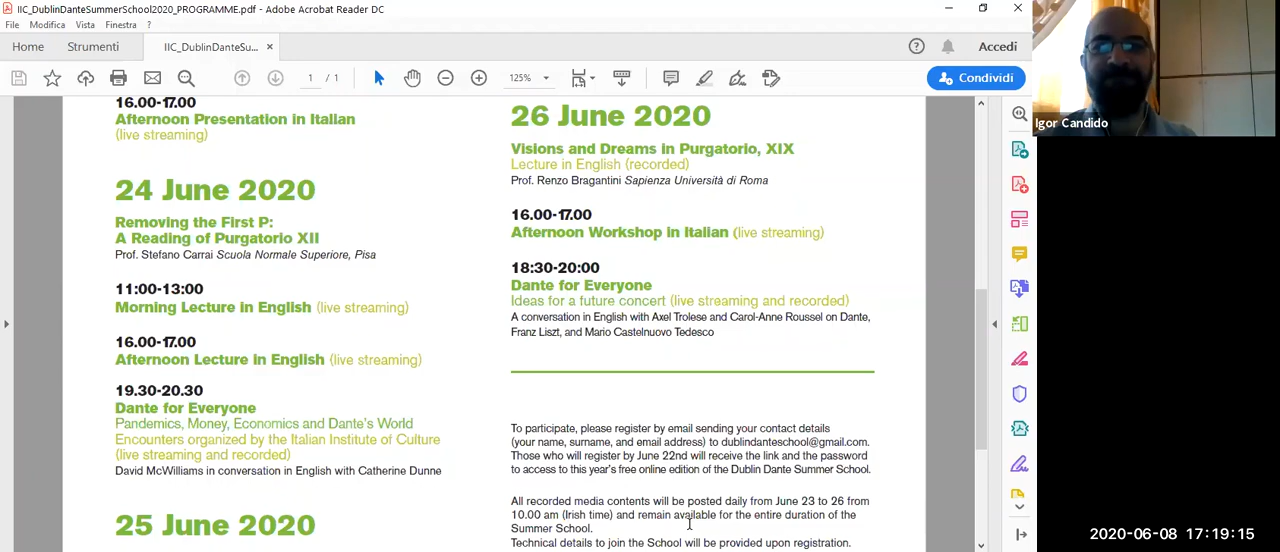 IIC_DublinDanteSummerSchool2020_PROGRAMME.pdf - Adobe Acrobat Reader DC
File Modifica Vista Finestra ?
Home Strumenti IIC_DublinDanteSu... × Accedi
1 / 1 125% Condividi
16.00-17.00
Afternoon Presentation in Italian
(live streaming)
24 June 2020
Removing the First P:
A Reading of Purgatorio XII
Prof. Stefano Carrai Scuola Normale Superiore, Pisa
11:00-13:00
Morning Lecture in English (live streaming)
16.00-17.00
Afternoon Lecture in English (live streaming)
19.30-20.30
Dante for Everyone
Pandemics, Money, Economics and Dante's World
Encounters organized by the Italian Institute of Culture
(live streaming and recorded)
David McWilliams in conversation in English with Catherine Dunne
25 June 2020
26 June 2020
Visions and Dreams in Purgatorio, XIX
Lecture in English (recorded)
Prof. Renzo Bragantini Sapienza Università di Roma
16.00-17.00
Afternoon Workshop in Italian (live streaming)
18:30-20:00
Dante for Everyone
Ideas for a future concert (live streaming and recorded)
A conversation in English with Axel Trolese and Carol-Anne Roussel on Dante,
Franz Liszt, and Mario Castelnuovo Tedesco
To participate, please register by email sending your contact details
(your name, surname, and email address) to dublindanteschool@gmail.com.
Those who will register by June 22nd will receive the link and the password
to access to this year's free online edition of the Dublin Dante Summer School.
All recorded media contents will be posted daily from June 23 to 26 from
10.00 am (Irish time) and remain available for the entire duration of the
Summer School.
Technical details to join the School will be provided upon registration.
Igor Candido
2020-06-08 17:19:15